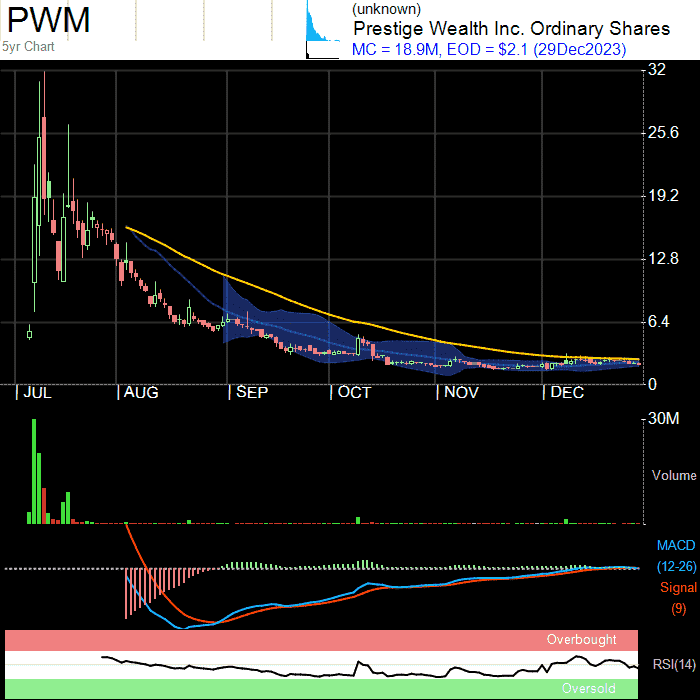 PWM
5yr Chart
(unknown)
Prestige Wealth Inc. Ordinary Shares
MC = 18.9M, EOD = $2.1 (29Dec2023)
32
25.6
19.2
12.8
6.4
0
| JUL | AUG | SEP | OCT | NOV | DEC
30M
Volume
MACD
(12-26)
Signal
(9)
Overbought
RSI(14)
Oversold